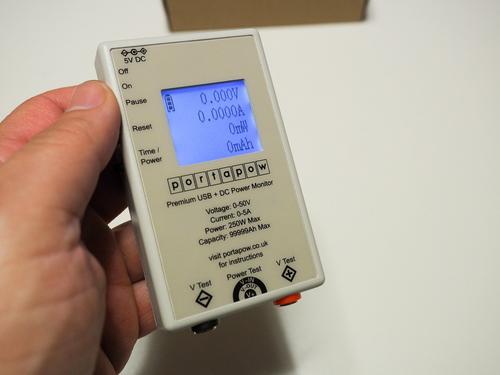 5V DC
Off
On
Pause
Reset
Time /
Power
0.000V
0.0000A
0mW
0mAh
portapow
Premium USB + DC Power Monitor
Voltage: 0-50V
Current: 0-5A
Power: 250W Max
Capacity: 99999Ah Max
visit portapow.co.uk
for instructions
V Test
Power Test
V Test
V-IN
V-OUT